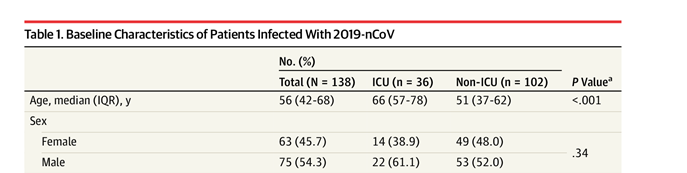 Table 1. Baseline Characteristics of Patients Infected With 2019-nCoV
No. (%)
Total (N = 138) ICU (n = 36) Non-ICU (n = 102) P Valueᵃ
Age, median (IQR), y 56 (42-68) 66 (57-78) 51 (37-62) <.001
Sex
Female 63 (45.7) 14 (38.9) 49 (48.0)
.34
Male 75 (54.3) 22 (61.1) 53 (52.0)